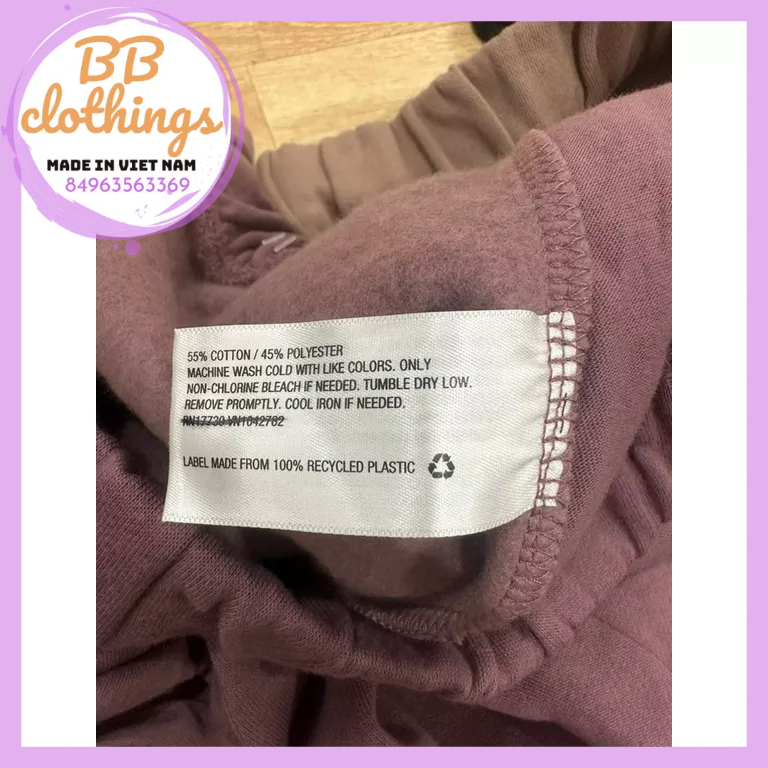 BB
clothings
MADE IN VIET NAM
84963563369
55% COTTON / 45% POLYESTER
MACHINE WASH COLD WITH LIKE COLORS. ONLY
NON-CHLORINE BLEACH IF NEEDED. TUMBLE DRY LOW.
REMOVE PROMPTLY. COOL IRON IF NEEDED.
RN17730 VN1042782
LABEL MADE FROM 100% RECYCLED PLASTIC